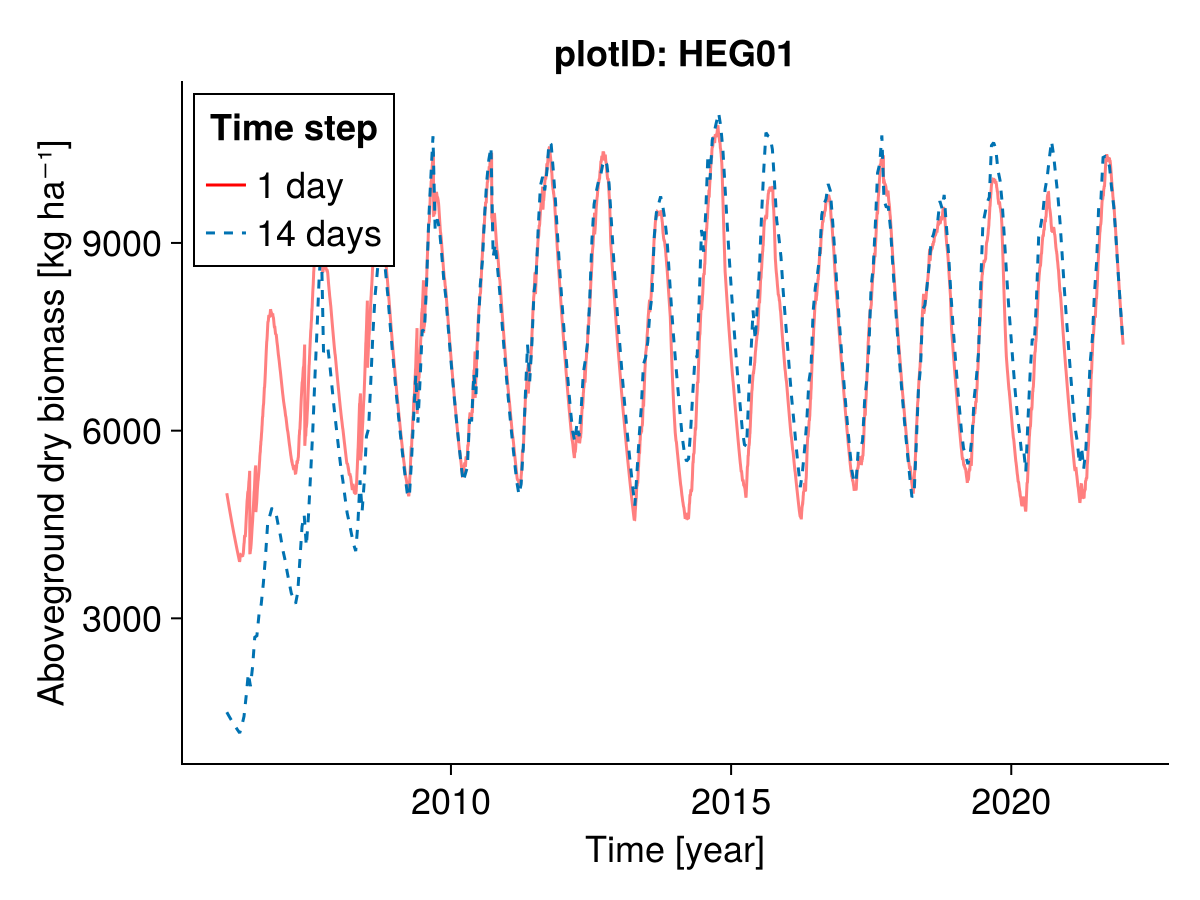 plotID: HEG01
Time step
1 day
14 days
Aboveground dry biomass [kg ha⁻¹]
9000
6000
3000
2010 2015 2020
Time [year]